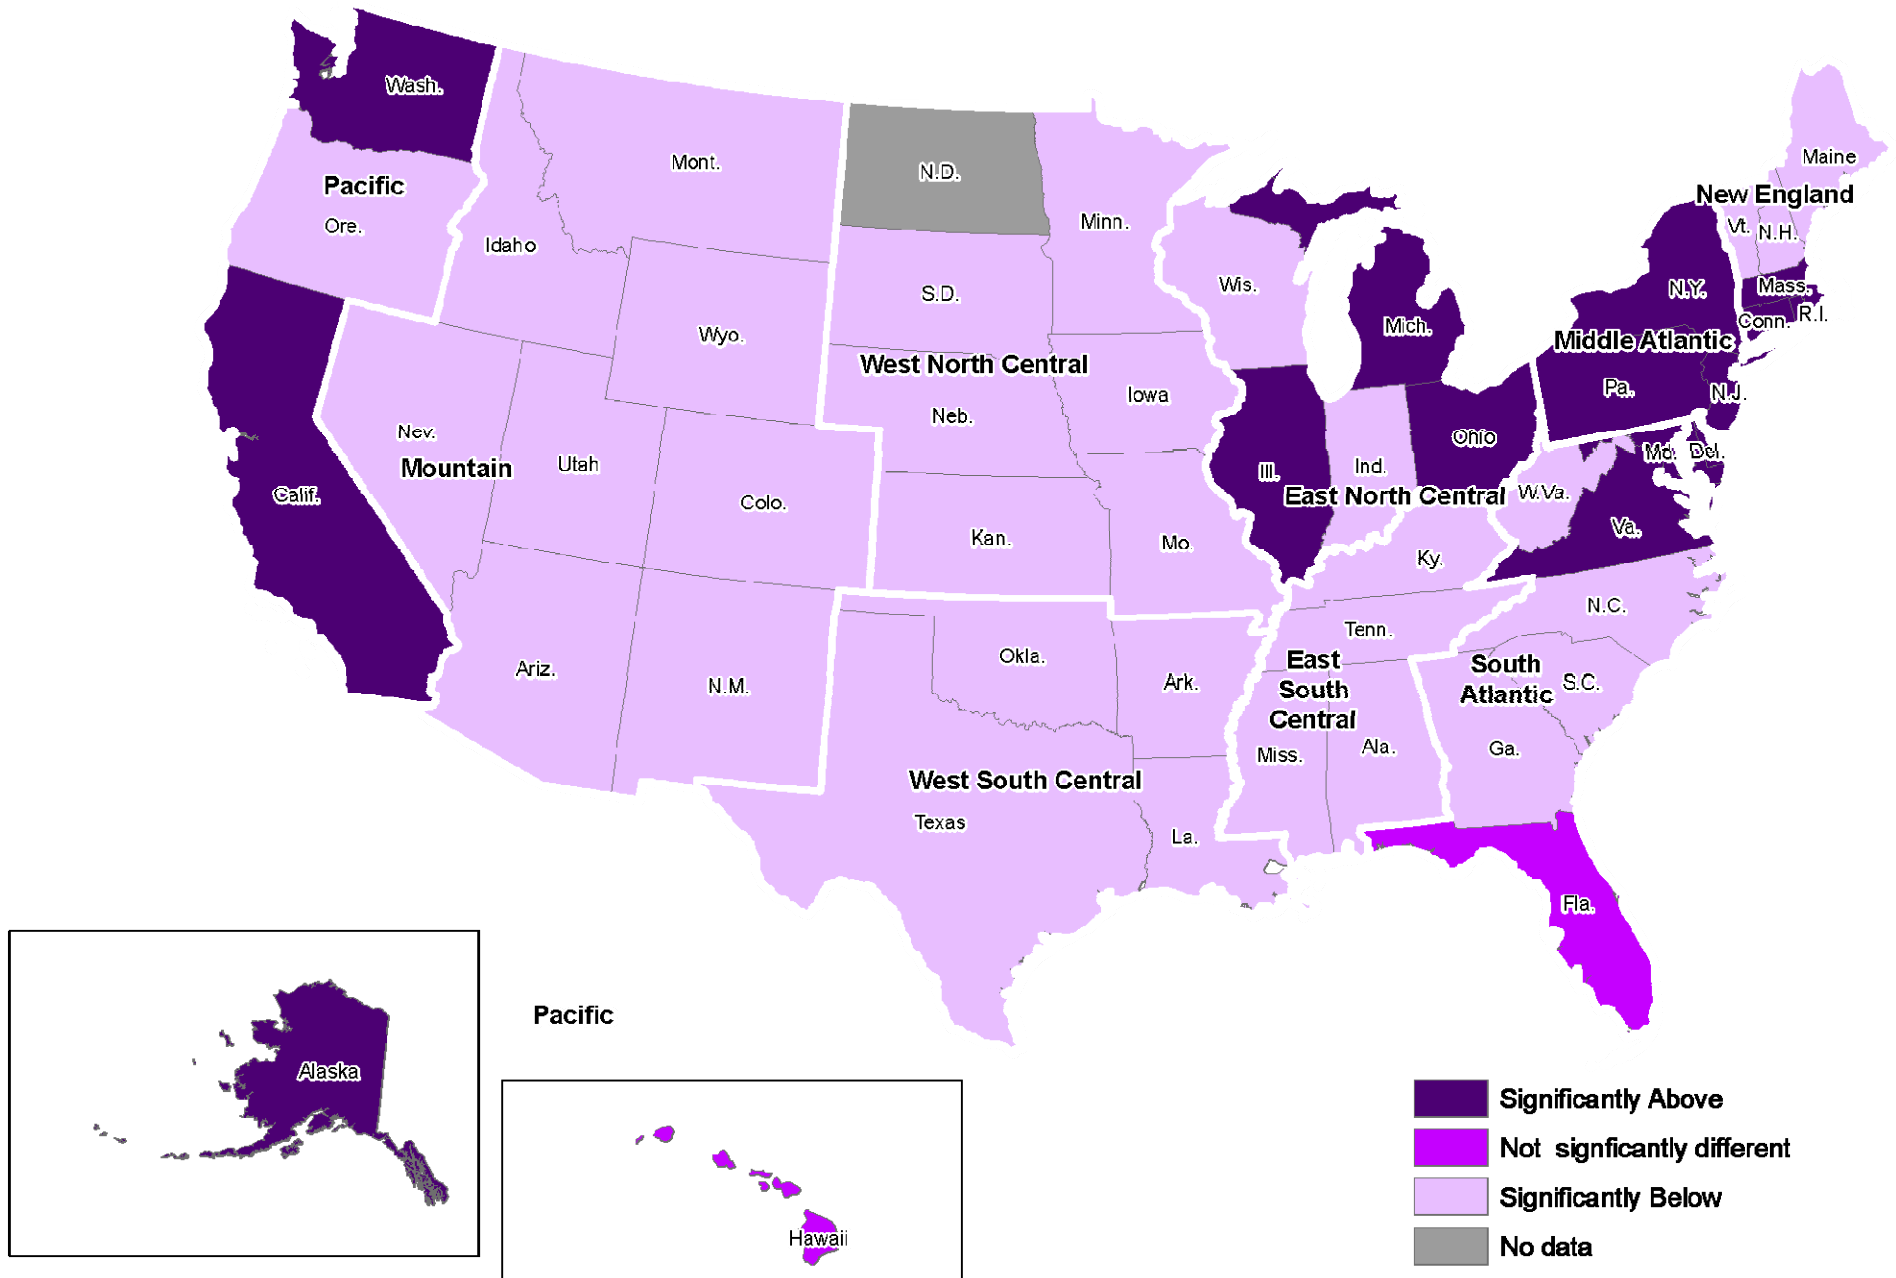 Wash.
Mont.
N.D.
Minn.
Maine
Pacific
New England
Ore.
Idaho
Vt.
N.H.
Wis.
S.D.
Mass.
N.Y.
R.I.
Conn.
Mich.
Wyo.
Middle Atlantic
West North Central
Iowa
Pa.
N.J.
Neb.
Nev.
Ohio
Md.
Del.
Utah
Mountain
Ill.
Ind.
Calif.
Colo.
East North Central
W.Va.
Va.
Kan.
Mo.
Ky.
N.C.
Tenn.
Okla.
East
South
Central
South
Atlantic
Ariz.
N.M.
Ark.
S.C.
Miss.
Ala.
Ga.
West South Central
Texas
La.
Fla.
Pacific
Alaska
Hawaii
Significantly Above
Not signficantly different
Significantly Below
No data